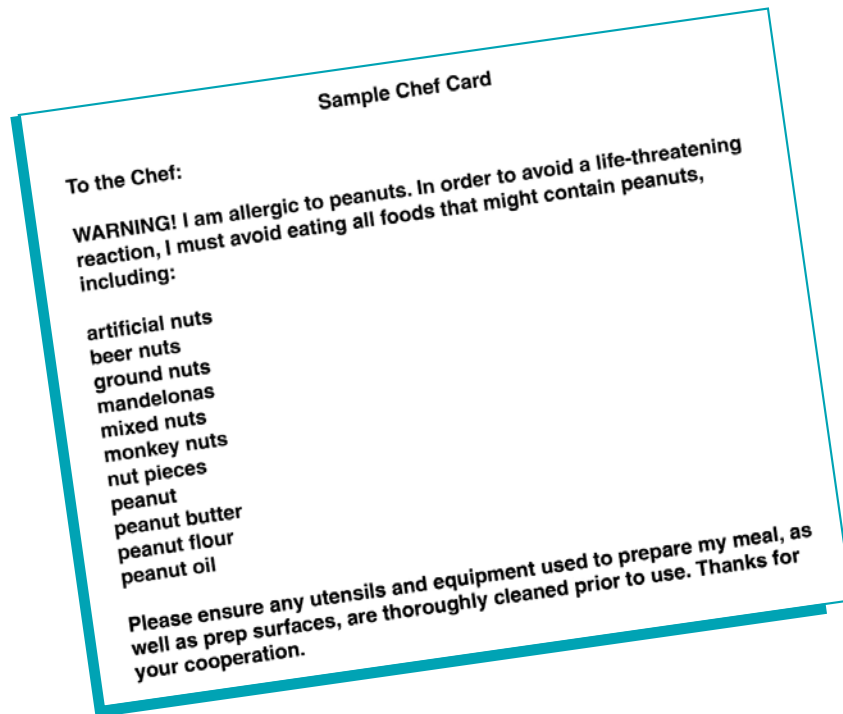 Sample Chef Card
To the Chef:
WARNING! I am allergic to peanuts. In order to avoid a life-threatening
reaction, I must avoid eating all foods that might contain peanuts,
including:
artificial nuts
beer nuts
ground nuts
mandelonas
mixed nuts
monkey nuts
nut pieces
peanut
peanut butter
peanut flour
peanut oil
Please ensure any utensils and equipment used to prepare my meal, as
well as prep surfaces, are thoroughly cleaned prior to use. Thanks for
your cooperation.